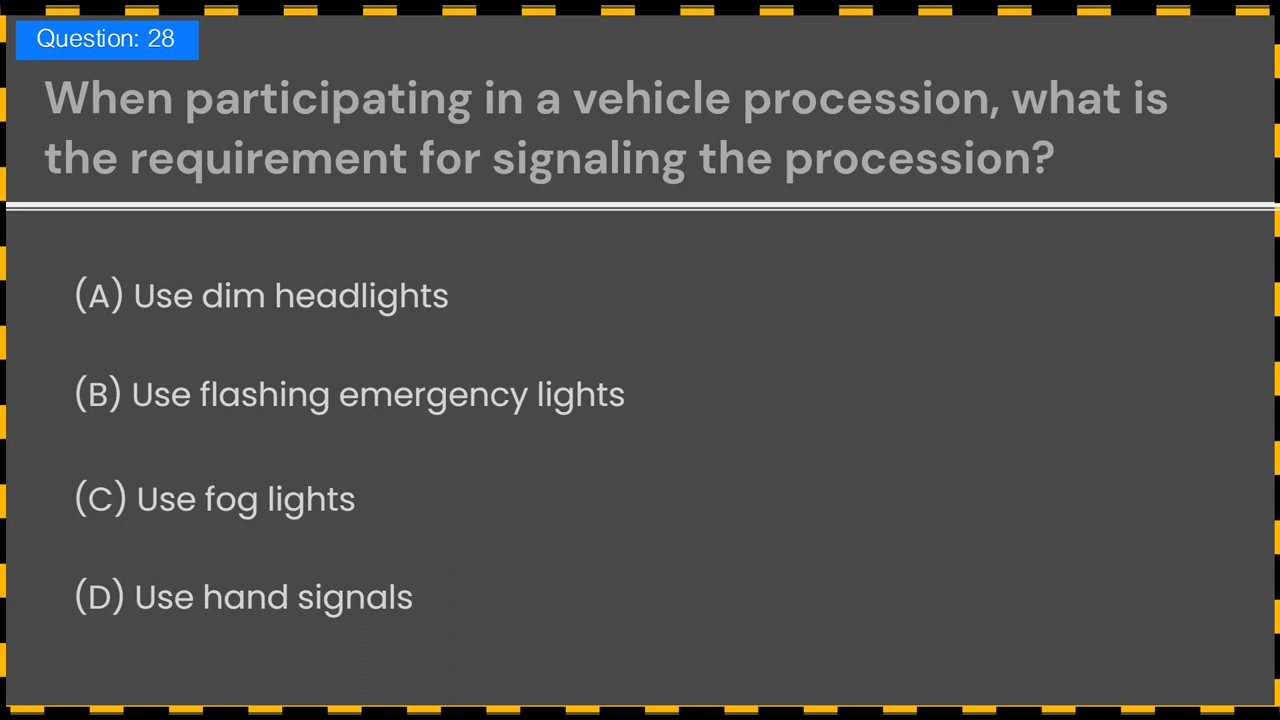 Question: 28
When participating in a vehicle procession, what is
the requirement for signaling the procession?
(A) Use dim headlights
(B) Use flashing emergency lights
(C) Use fog lights
(D) Use hand signals